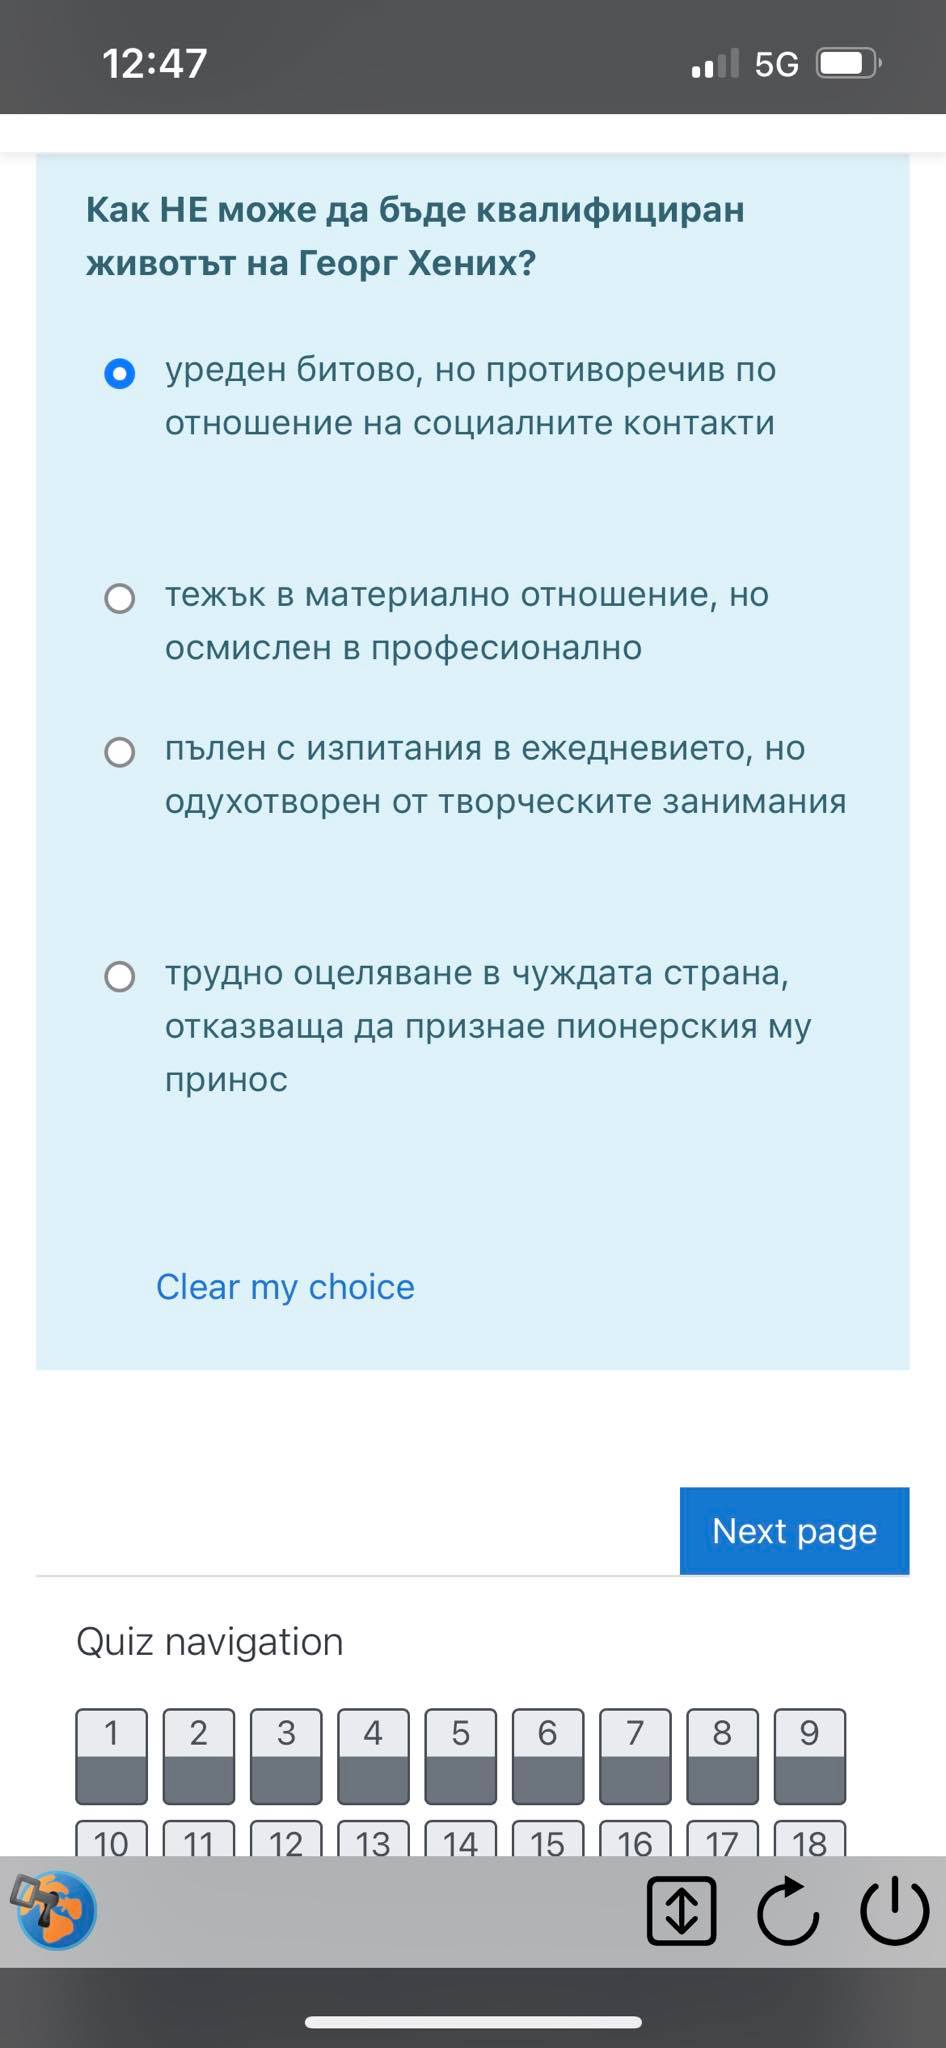 12:47
5G
Как НЕ може да бъде квалифициран
животът на Георг Хених?
уреден битово, но противоречив по
отношение на социалните контакти
тежък в материално отношение, но
осмислен в професионално
пълен с изпитания в ежедневието, но
одухотворен от творческите занимания
трудно оцеляване в чуждата страна,
отказваща да признае пионерския му
принос
Clear my choice
Next page
Quiz navigation
1 2 3 4 5 6 7 8 9
10 11 12 13 14 15 16 17 18